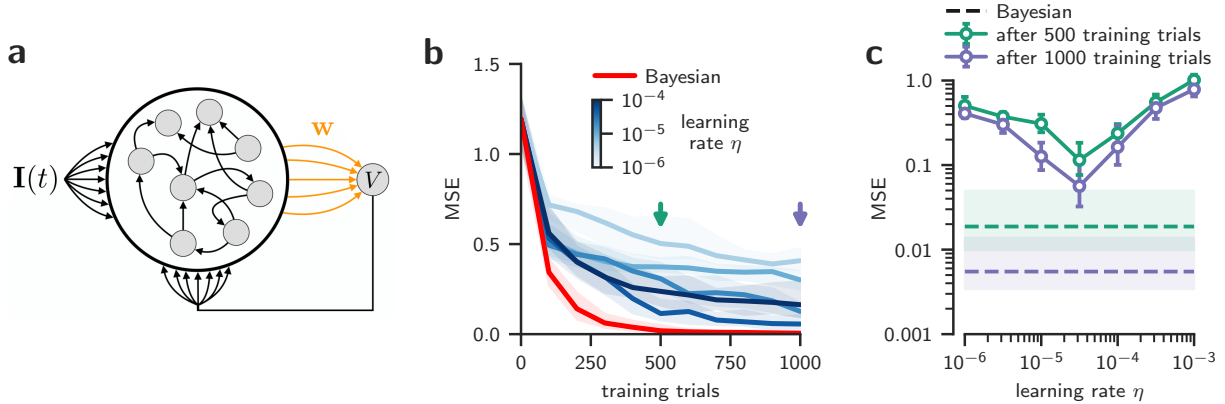 a
I(t)
w
V
b
MSE
1.5
1.0
0.5
0.0
0 250 500 750 1000
training trials
Bayesian
10⁻⁴
10⁻⁵
10⁻⁶
learning
rate η
c
Bayesian
after 500 training trials
after 1000 training trials
MSE
1.0
0.1
0.01
0.001
10⁻⁶ 10⁻⁵ 10⁻⁴ 10⁻³
learning rate η